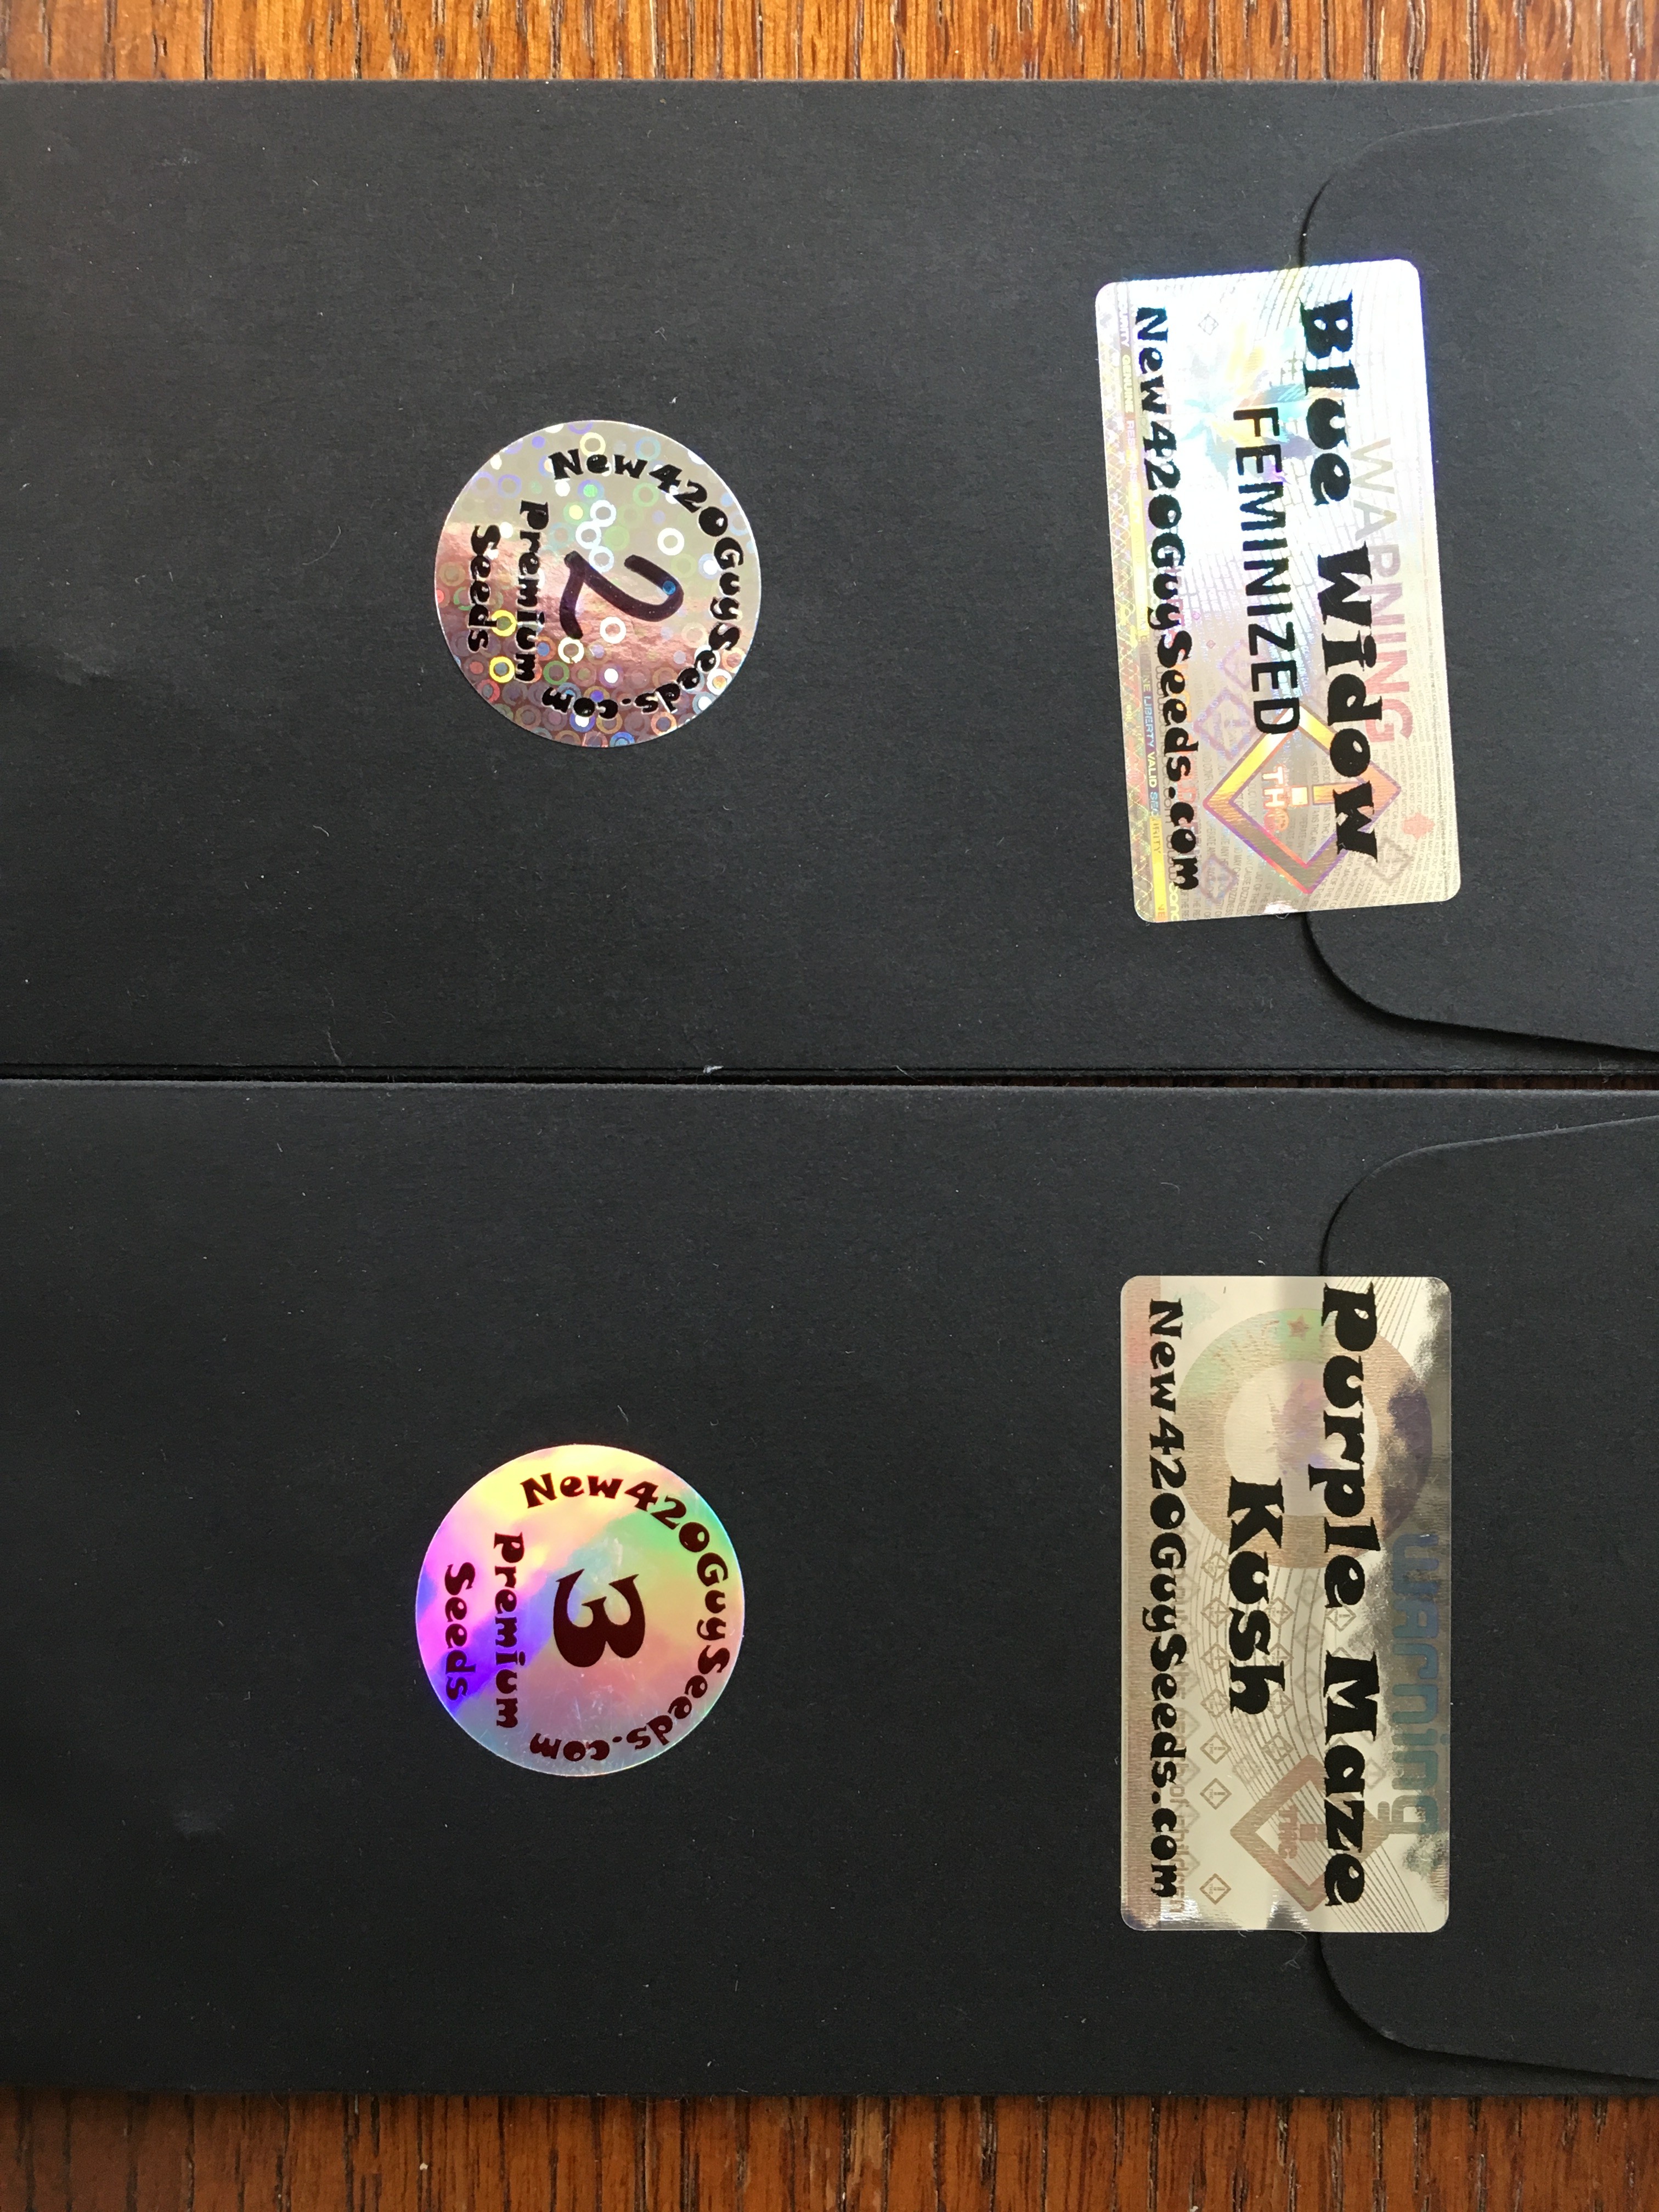 Blue Widow
FEMINIZED
New420GuySeeds.com
WARNING
New420GuySeeds.com
2
Premium
Seeds
Purple Maze
Kush
New420GuySeeds.com
warning
New420GuySeeds.com
3
Premium
Seeds